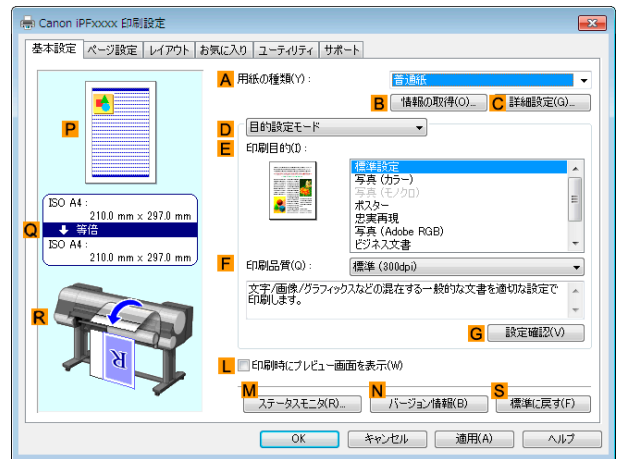 Canon iPFxxxx 印刷設定
基本設定 ページ設定 レイアウト お気に入り ユーティリティ サポート
A 用紙の種類(Y)： 普通紙
B 情報の取得(O)... C 詳細設定(G)...
P
D 目的設定モード
E 印刷目的(I)：
標準設定
写真 (カラー)
写真 (モノクロ)
ポスター
忠実再現
写真 (Adobe RGB)
ビジネス文書
ISO A4 :
210.0 mm x 297.0 mm
Q 等倍
ISO A4 :
210.0 mm x 297.0 mm
F 印刷品質(Q)： 標準 (300dpi)
文字/画像/グラフィックスなどの混在する一般的な文書を適切な設定で
印刷します。
R
G 設定確認(V)
L 印刷時にプレビュー画面を表示(W)
M ステータスモニタ(R)... N バージョン情報(B) S 標準に戻す(F)
OK キャンセル 適用(A) ヘルプ